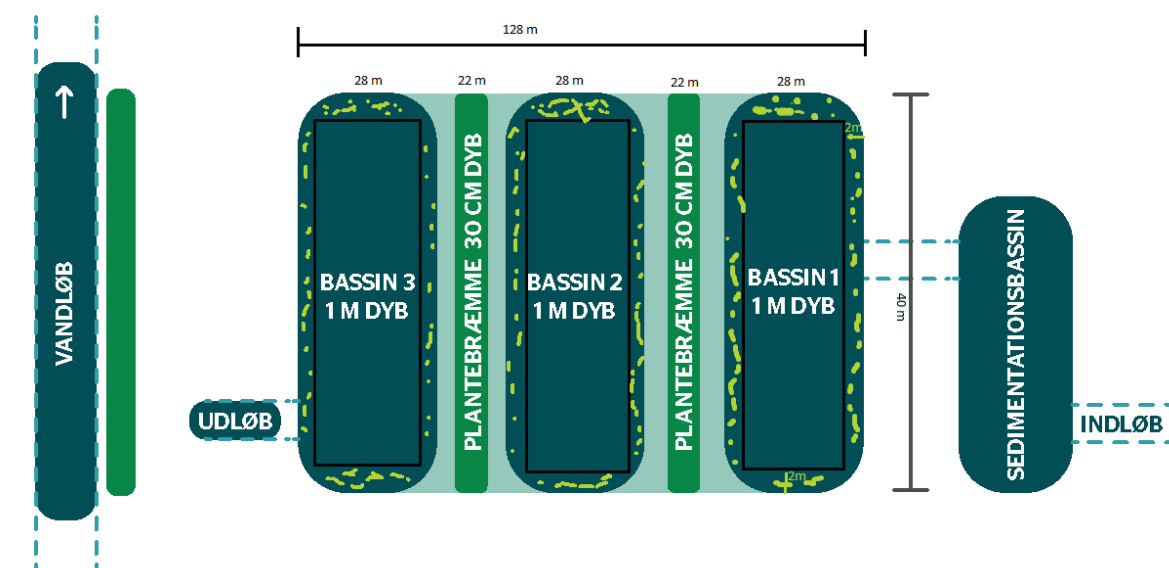 128 m
28 m
22 m
28 m
22 m
28 m
2m
VANDLØB
BASSIN 3
1 M DYB
PLANTEBRÆMME 30 CM DYB
BASSIN 2
1 M DYB
PLANTEBRÆMME 30 CM DYB
BASSIN 1
1 M DYB
40 m
SEDIMENTATIONSBASSIN
UDLØB
INDLØB
2m